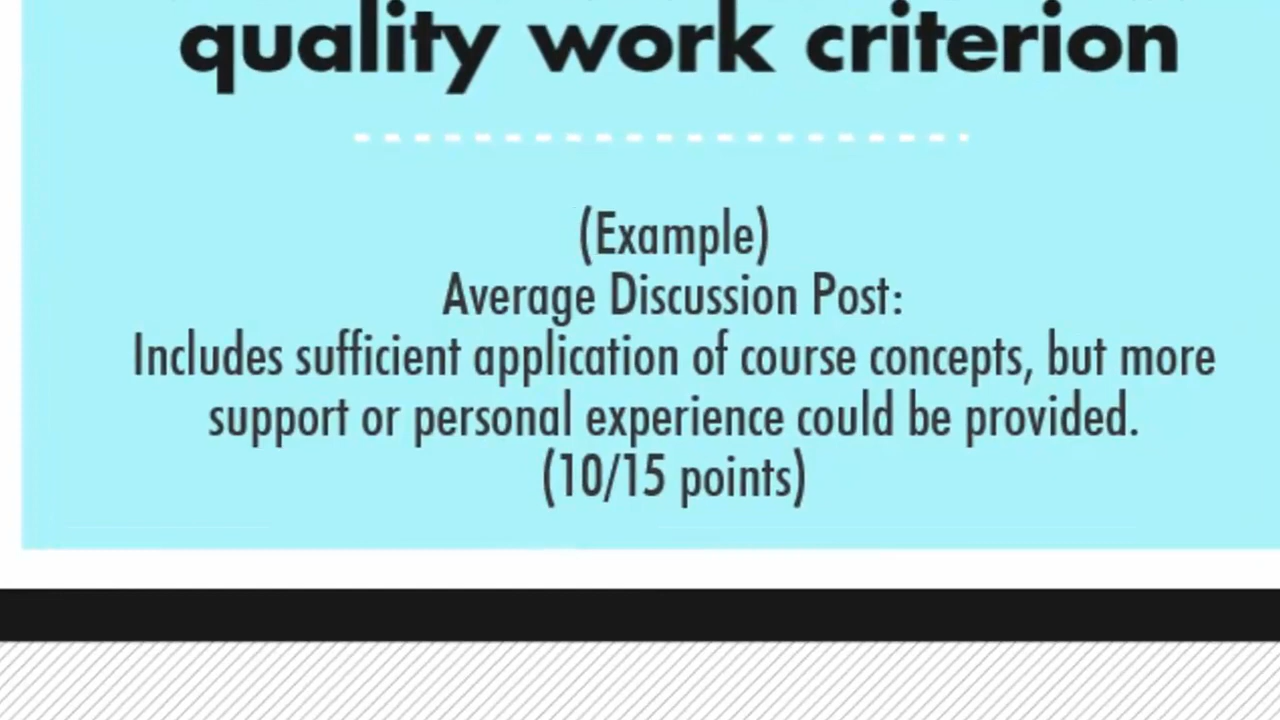 quality work criterion
(Example)
Average Discussion Post:
Includes sufficient application of course concepts, but more
support or personal experience could be provided.
(10/15 points)